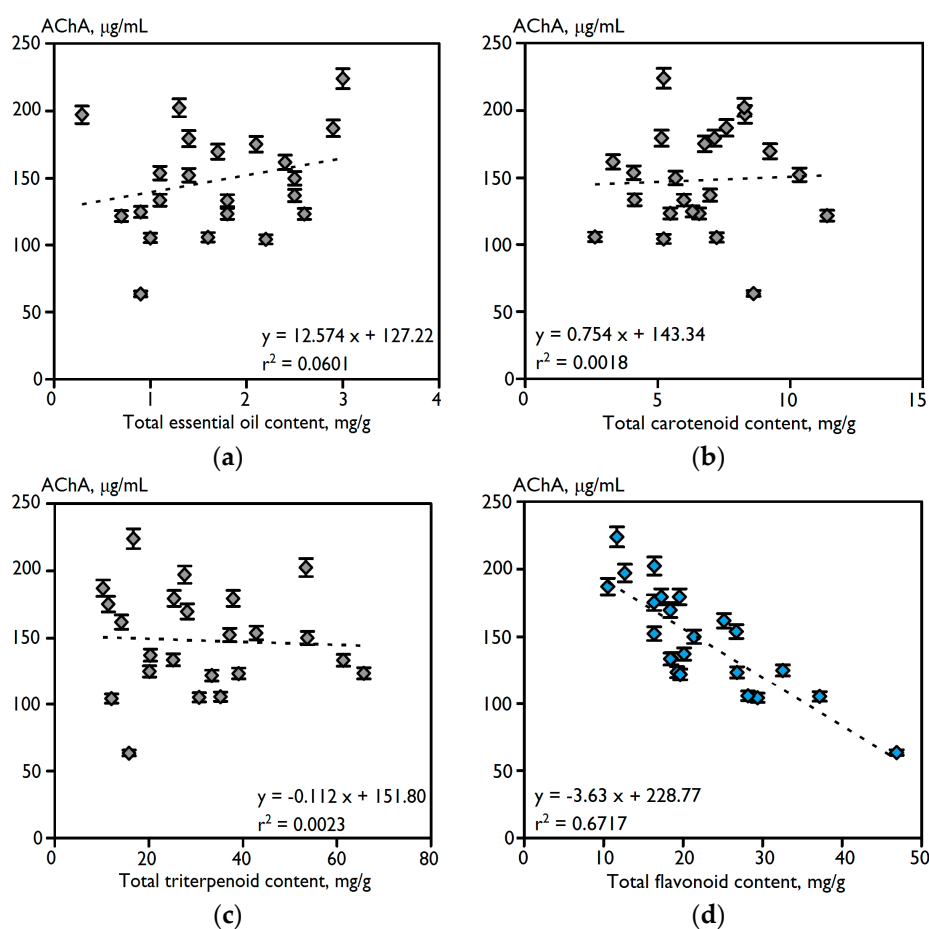 AChA, μg/mL
250
200
150
100
50
0
0
1
2
3
4
y = 12.574 x + 127.22
r² = 0.0601
Total essential oil content, mg/g
(a)
AChA, μg/mL
250
200
150
100
50
0
0
5
10
15
y = 0.754 x + 143.34
r² = 0.0018
Total carotenoid content, mg/g
(b)
AChA, μg/mL
250
200
150
100
50
0
0
20
40
60
80
y = -0.112 x + 151.80
r² = 0.0023
Total triterpenoid content, mg/g
(c)
AChA, μg/mL
250
200
150
100
50
0
0
10
20
30
40
50
y = -3.63 x + 228.77
r² = 0.6717
Total flavonoid content, mg/g
(d)